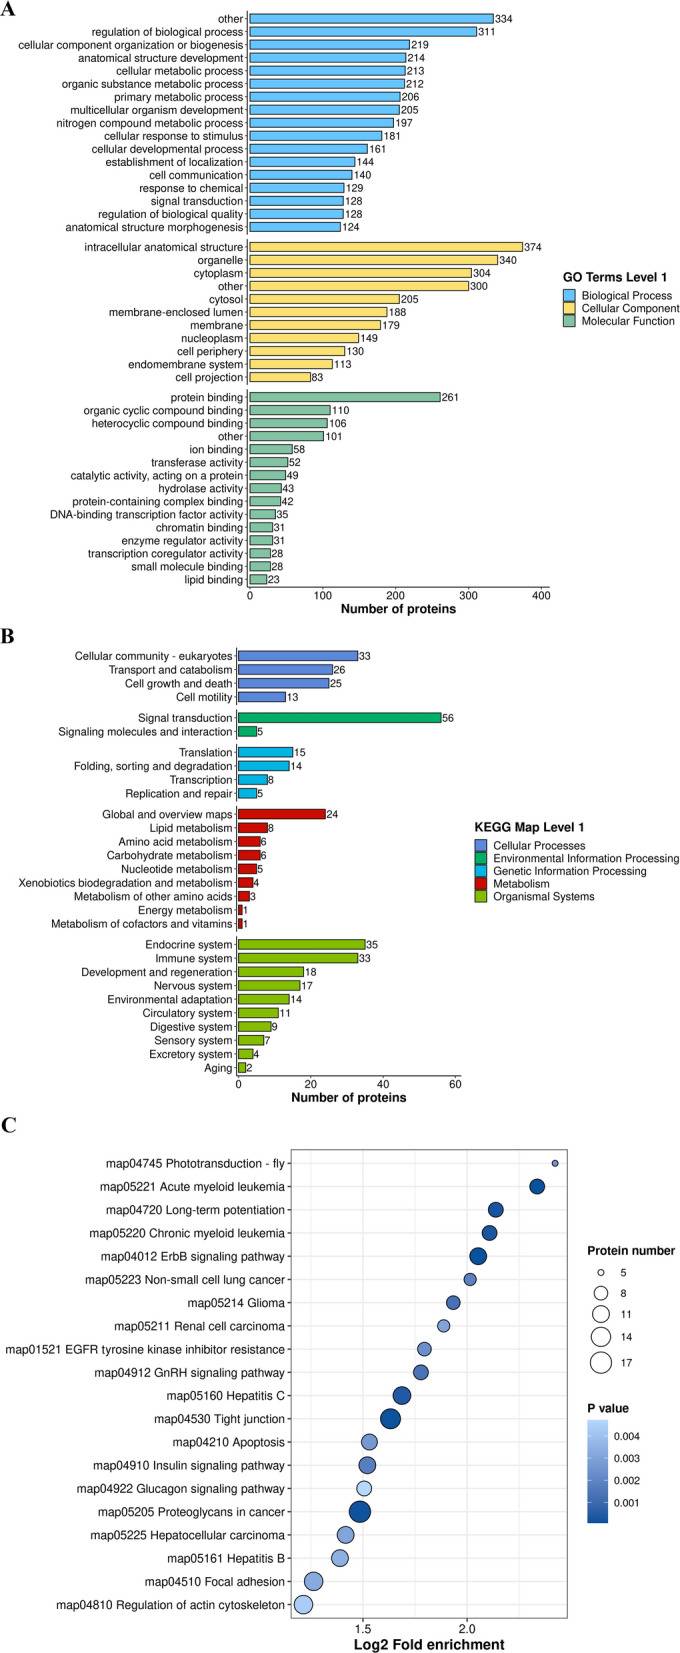 A
other 334
regulation of biological process 311
cellular component organization or biogenesis 219
anatomical structure development 214
cellular metabolic process 213
organic substance metabolic process 212
primary metabolic process 206
multicellular organism development 205
nitrogen compound metabolic process 197
cellular response to stimulus 181
cellular developmental process 161
establishment of localization 144
cell communication 140
response to chemical 129
signal transduction 128
regulation of biological quality 128
anatomical structure morphogenesis 124
intracellular anatomical structure 374
organelle 340
cytoplasm 304
other 300
cytosol 205
membrane-enclosed lumen 188
membrane 179
nucleoplasm 149
cell periphery 130
endomembrane system 113
cell projection 83
GO Terms Level 1
Biological Process
Cellular Component
Molecular Function
protein binding 261
organic cyclic compound binding 110
heterocyclic compound binding 106
other 101
ion binding 58
transferase activity 52
catalytic activity, acting on a protein 49
hydrolase activity 43
protein-containing complex binding 42
DNA-binding transcription factor activity 35
chromatin binding 31
enzyme regulator activity 31
transcription coregulator activity 28
small molecule binding 28
lipid binding 23
0 100 200 300 400
Number of proteins
B
Cellular community - eukaryotes 33
Transport and catabolism 26
Cell growth and death 25
Cell motility 13
Signal transduction 56
Signaling molecules and interaction 5
Translation 15
Folding, sorting and degradation 14
Transcription 8
Replication and repair 5
Global and overview maps 24
Lipid metabolism 8
Amino acid metabolism 6
Carbohydrate metabolism 6
Nucleotide metabolism 5
Xenobiotics biodegradation and metabolism 4
Metabolism of other amino acids 3
Energy metabolism 1
Metabolism of cofactors and vitamins 1
KEGG Map Level 1
Cellular Processes
Environmental Information Processing
Genetic Information Processing
Metabolism
Organismal Systems
Endocrine system 35
Immune system 33
Development and regeneration 18
Nervous system 17
Environmental adaptation 14
Circulatory system 11
Digestive system 9
Sensory system 7
Excretory system 4
Aging 2
0 20 40 60
Number of proteins
C
map04745 Phototransduction - fly
map05221 Acute myeloid leukemia
map04720 Long-term potentiation
map05220 Chronic myeloid leukemia
map04012 ErbB signaling pathway
map05223 Non-small cell lung cancer
map05214 Glioma
map05211 Renal cell carcinoma
map01521 EGFR tyrosine kinase inhibitor resistance
map04912 GnRH signaling pathway
map05160 Hepatitis C
map04530 Tight junction
map04210 Apoptosis
map04910 Insulin signaling pathway
map04922 Glucagon signaling pathway
map05205 Proteoglycans in cancer
map05225 Hepatocellular carcinoma
map05161 Hepatitis B
map04510 Focal adhesion
map04810 Regulation of actin cytoskeleton
1.5 2.0
Log2 Fold enrichment
Protein number
5
8
11
14
17
P value
0.004
0.002
0.001